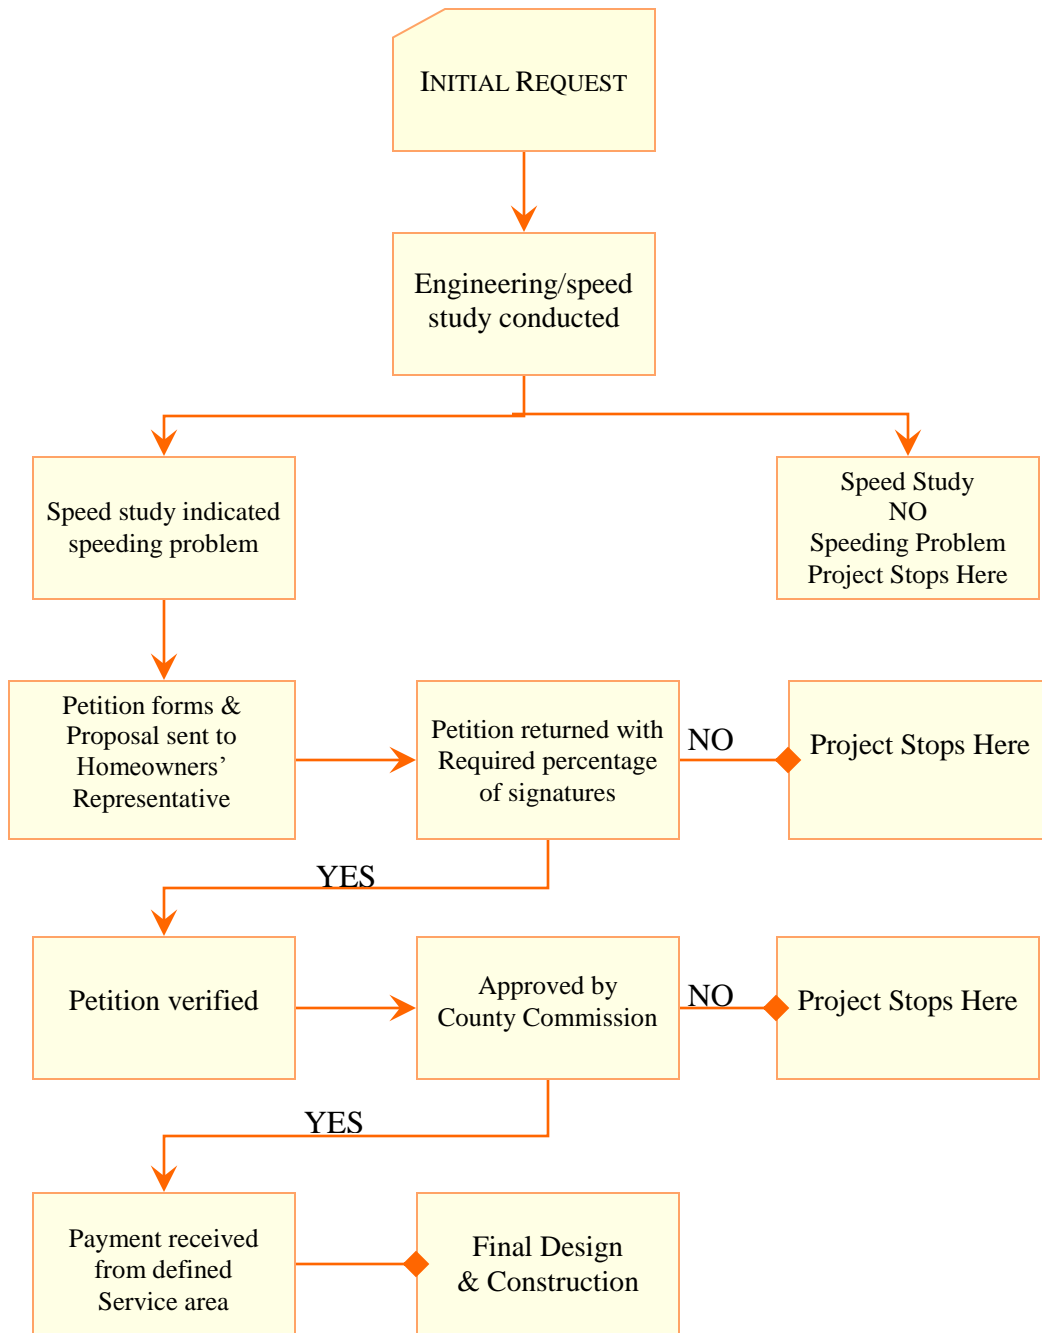 INITIAL REQUEST
Engineering/speed
study conducted
Speed study indicated
speeding problem
Speed Study
NO
Speeding Problem
Project Stops Here
Petition forms &
Proposal sent to
Homeowners’
Representative
Petition returned with
Required percentage
of signatures
NO
Project Stops Here
YES
Petition verified
Approved by
County Commission
NO
Project Stops Here
YES
Payment received
from defined
Service area
Final Design
& Construction